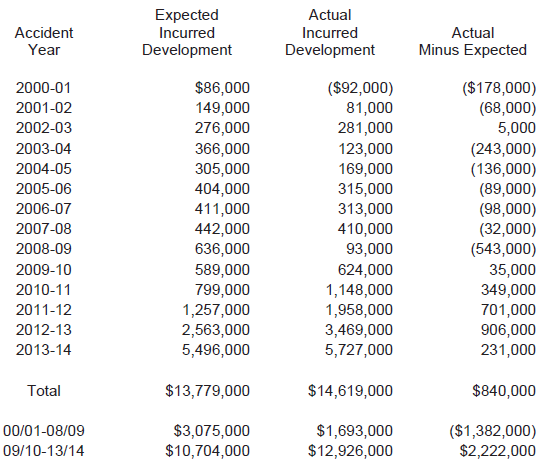 Expected Actual
Accident Incurred Incurred Actual
Year Development Development Minus Expected
2000-01 $86,000 ($92,000) ($178,000)
2001-02 149,000 81,000 (68,000)
2002-03 276,000 281,000 5,000
2003-04 366,000 123,000 (243,000)
2004-05 305,000 169,000 (136,000)
2005-06 404,000 315,000 (89,000)
2006-07 411,000 313,000 (98,000)
2007-08 442,000 410,000 (32,000)
2008-09 636,000 93,000 (543,000)
2009-10 589,000 624,000 35,000
2010-11 799,000 1,148,000 349,000
2011-12 1,257,000 1,958,000 701,000
2012-13 2,563,000 3,469,000 906,000
2013-14 5,496,000 5,727,000 231,000
Total $13,779,000 $14,619,000 $840,000
00/01-08/09 $3,075,000 $1,693,000 ($1,382,000)
09/10-13/14 $10,704,000 $12,926,000 $2,222,000